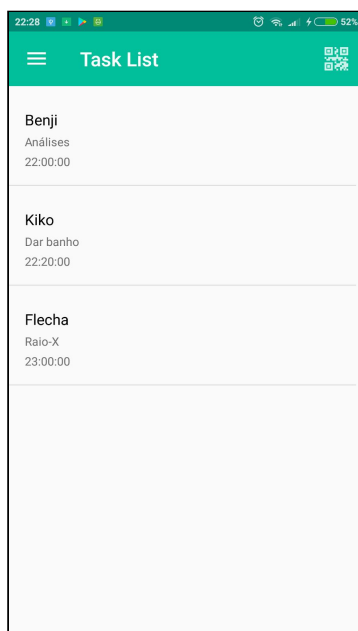 22:28
52%
Task List
Benji
Análises
22:00:00
Kiko
Dar banho
22:20:00
Flecha
Raio-X
23:00:00